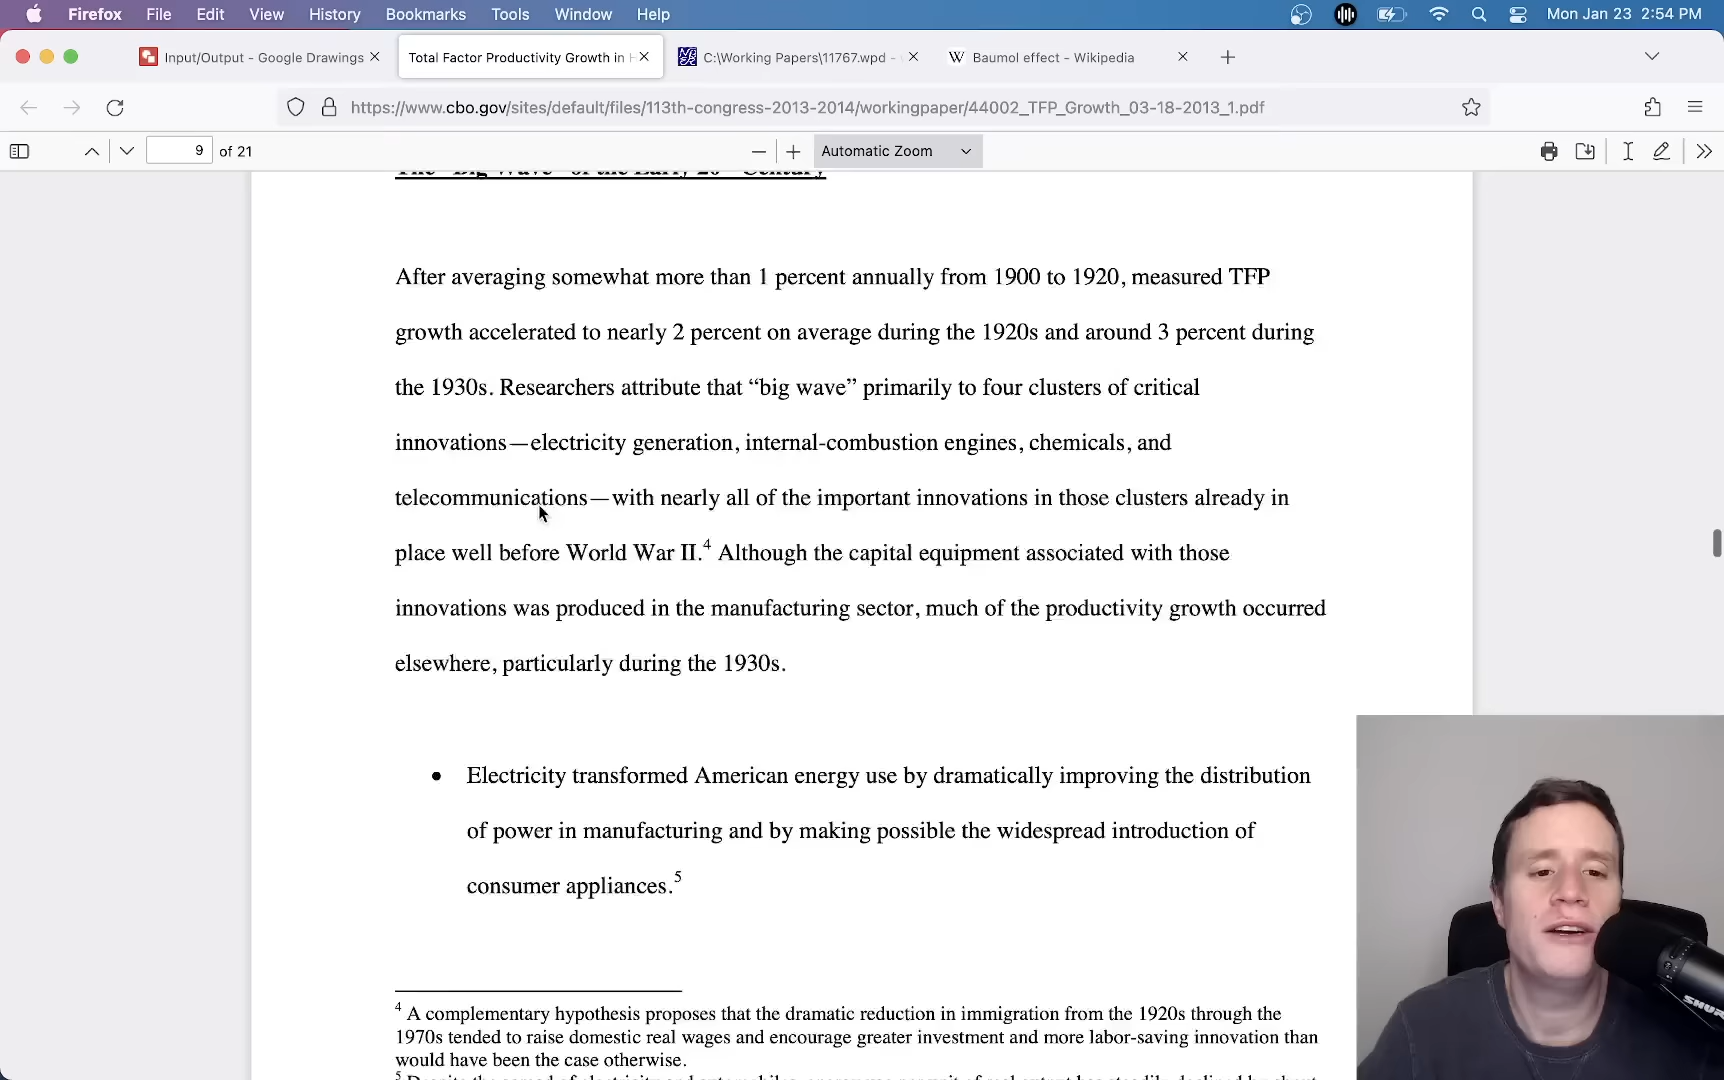 Firefox File Edit View History Bookmarks Tools Window Help Mon Jan 23 2:54 PM
Input/Output - Google Drawings
Total Factor Productivity Growth in H
C:\Working Papers\11767.wpd -
W Baumol effect - Wikipedia
https://www.cbo.gov/sites/default/files/113th-congress-2013-2014/workingpaper/44002_TFP_Growth_03-18-2013_1.pdf
9 of 21 Automatic Zoom
The "Big Wave" of the Early 20 Century
After averaging somewhat more than 1 percent annually from 1900 to 1920, measured TFP
growth accelerated to nearly 2 percent on average during the 1920s and around 3 percent during
the 1930s. Researchers attribute that “big wave” primarily to four clusters of critical
innovations—electricity generation, internal-combustion engines, chemicals, and
telecommunications—with nearly all of the important innovations in those clusters already in
place well before World War II.4 Although the capital equipment associated with those
innovations was produced in the manufacturing sector, much of the productivity growth occurred
elsewhere, particularly during the 1930s.
• Electricity transformed American energy use by dramatically improving the distribution
of power in manufacturing and by making possible the widespread introduction of
consumer appliances.5
4 A complementary hypothesis proposes that the dramatic reduction in immigration from the 1920s through the
1970s tended to raise domestic real wages and encourage greater investment and more labor-saving innovation than
would have been the case otherwise.
SHURE